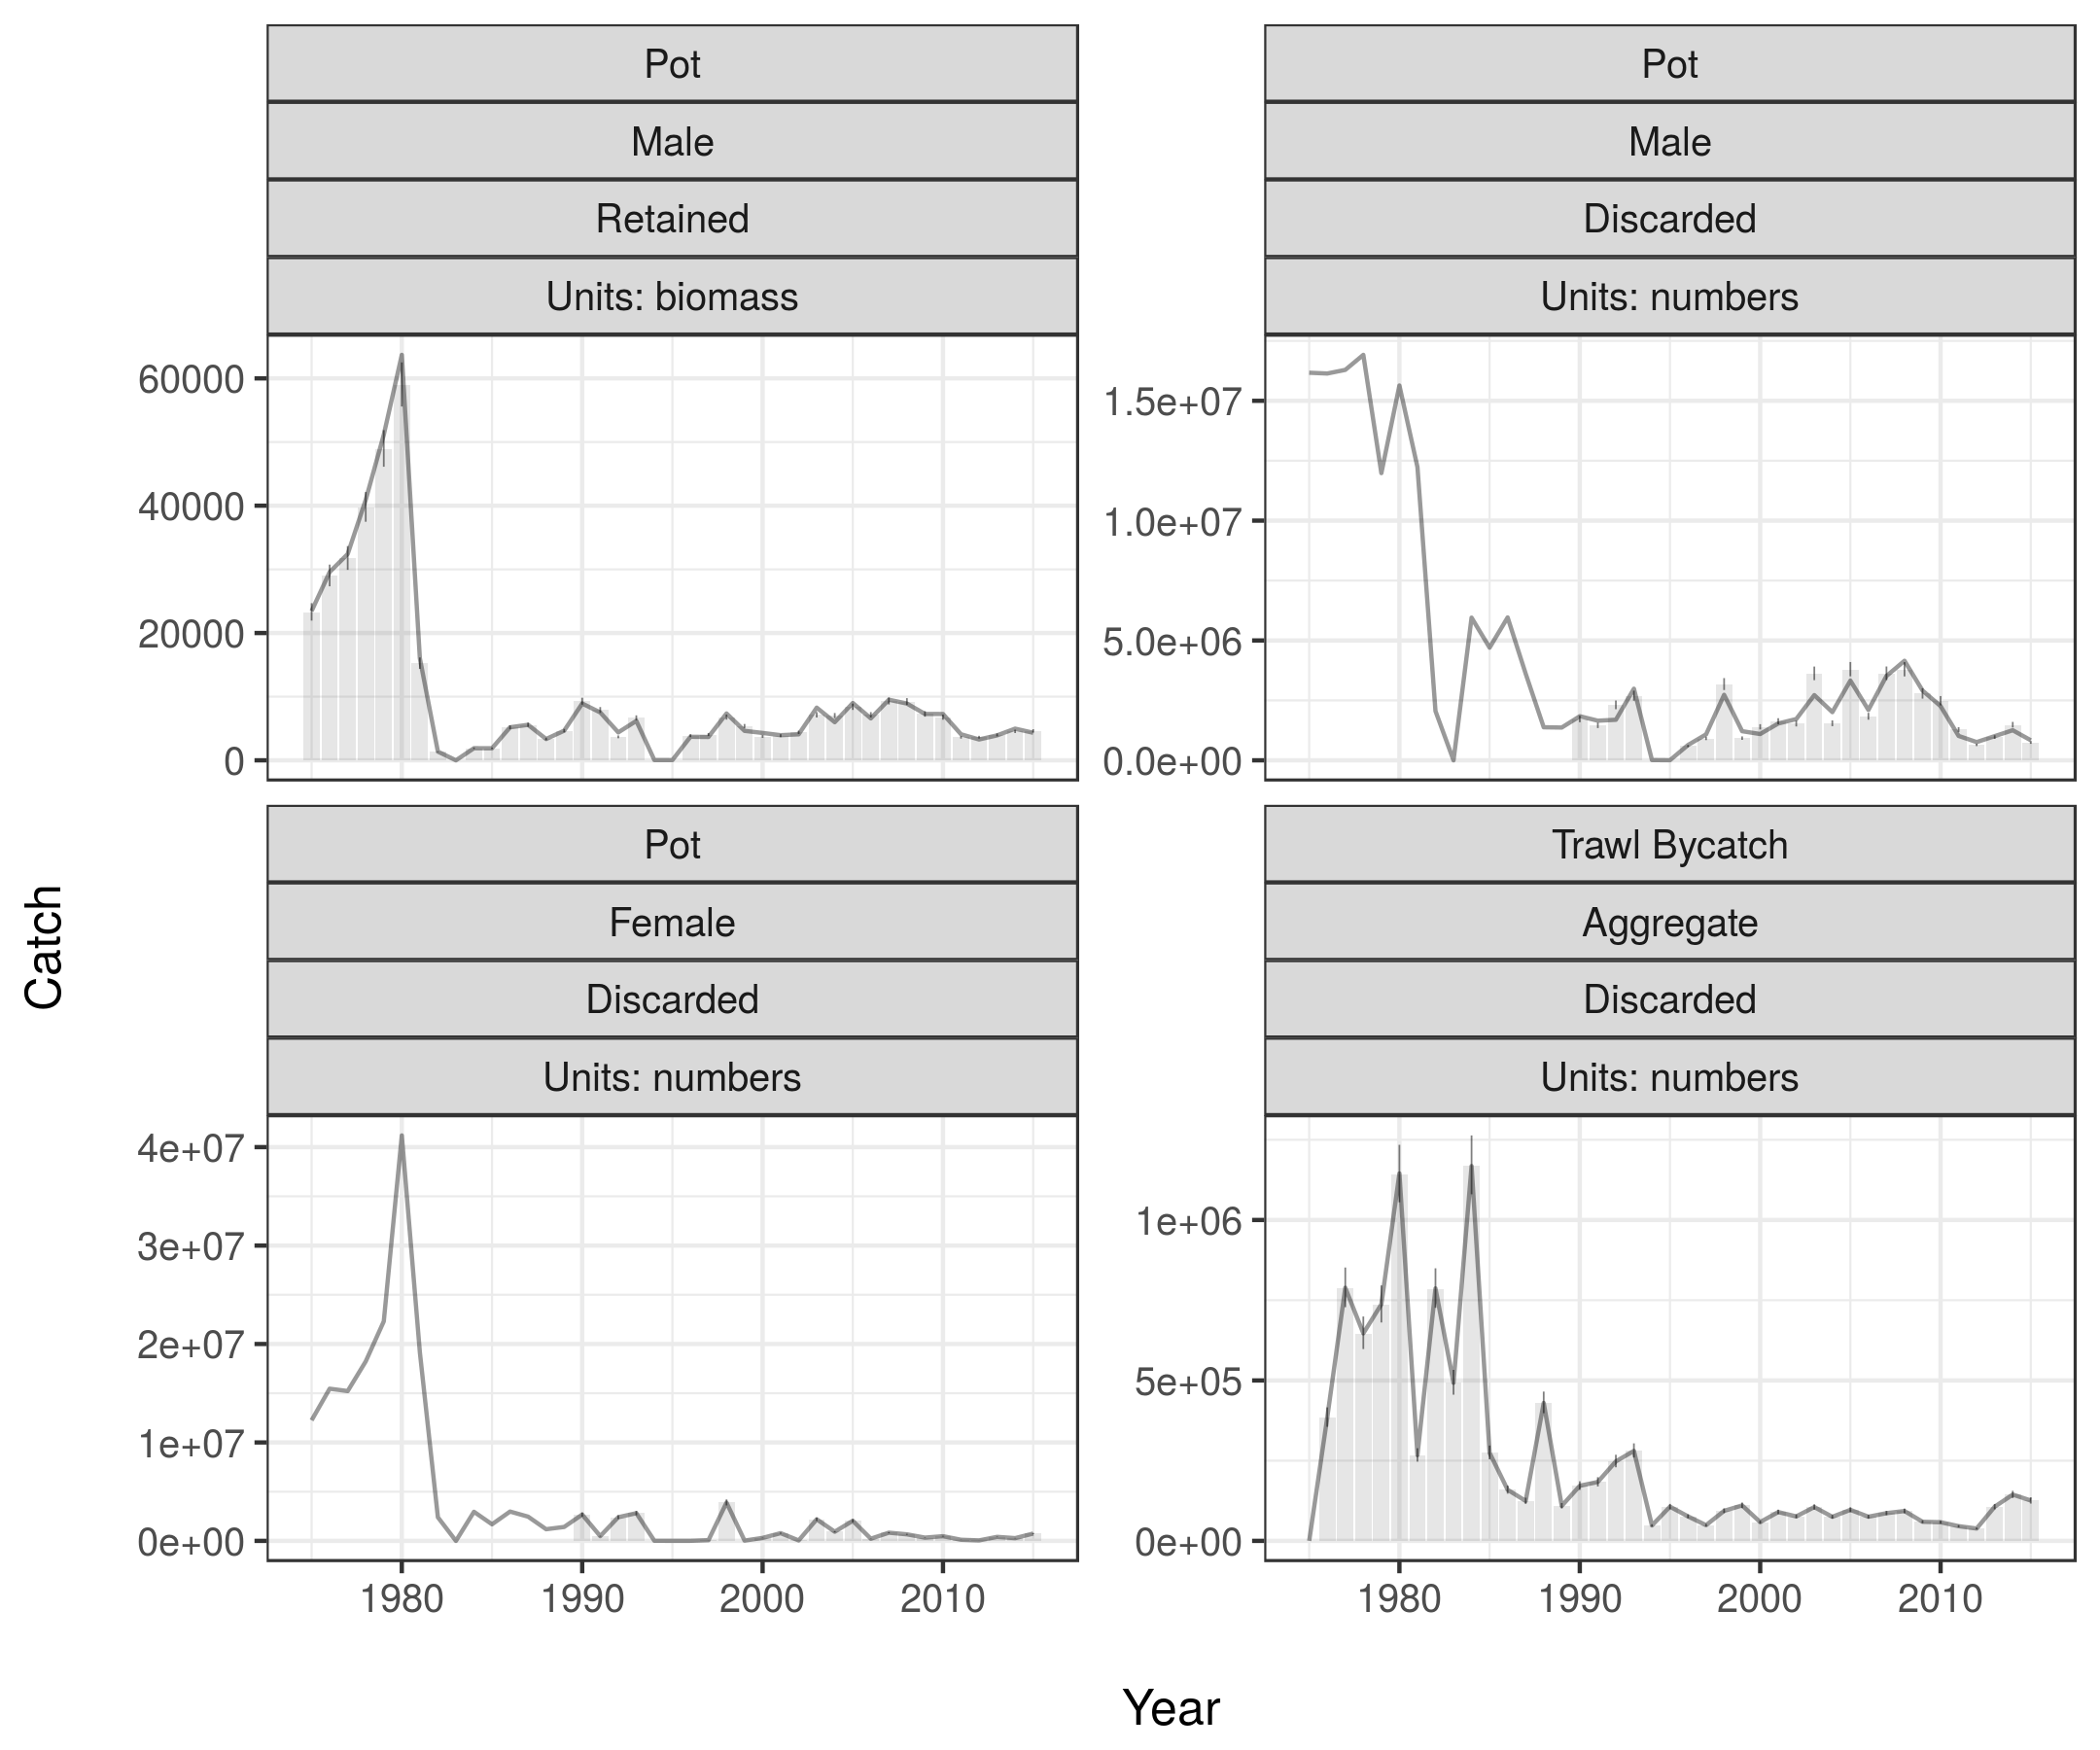 Pot
Male
Retained
Units: biomass
60000
40000
20000
0
Pot
Male
Discarded
Units: numbers
1.5e+07
1.0e+07
5.0e+06
0.0e+00
Pot
Female
Discarded
Units: numbers
4e+07
3e+07
2e+07
1e+07
0e+00
1980 1990 2000 2010
Trawl Bycatch
Aggregate
Discarded
Units: numbers
1e+06
5e+05
0e+00
1980 1990 2000 2010
Catch
Year